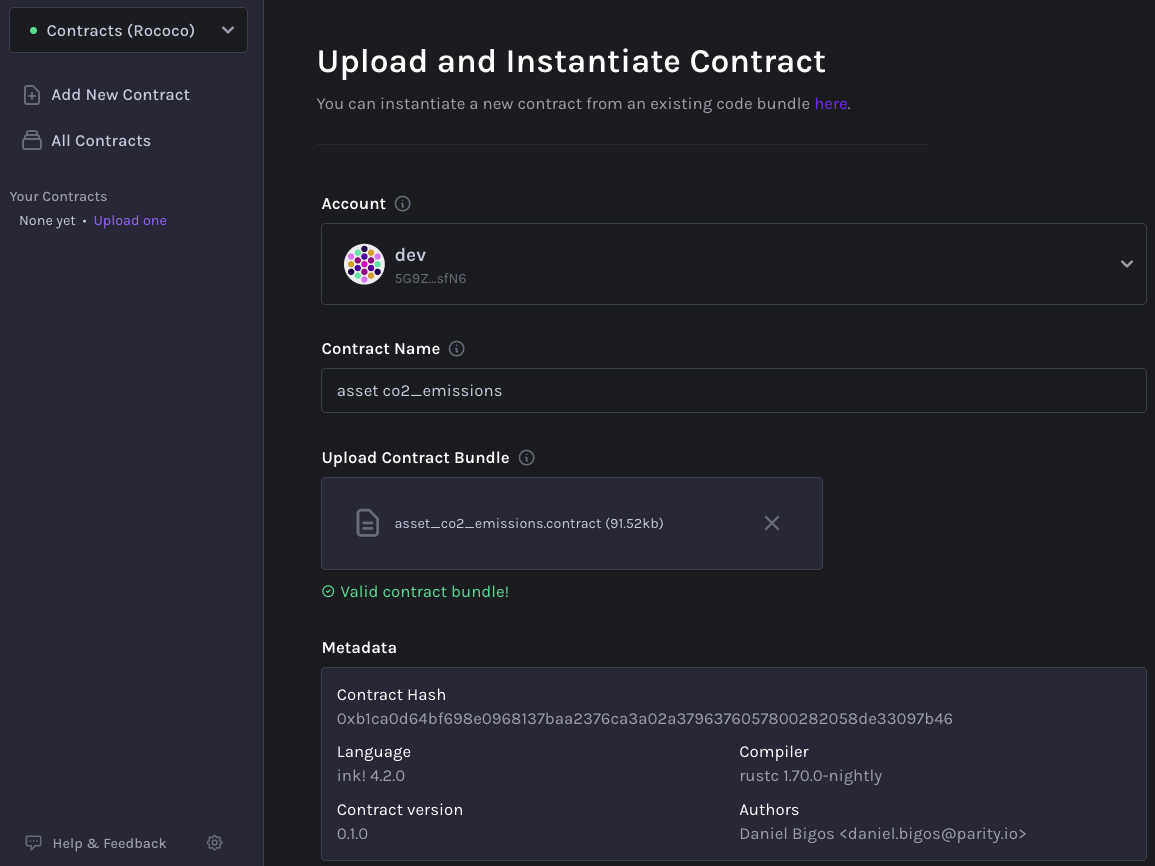 Contracts (Rococo)
Add New Contract
All Contracts
Your Contracts
None yet • Upload one
Help & Feedback
Upload and Instantiate Contract
You can instantiate a new contract from an existing code bundle here.
Account
dev
5G9Z...sfN6
Contract Name
asset co2_emissions
Upload Contract Bundle
asset_co2_emissions.contract (91.52kb)
Valid contract bundle!
Metadata
Contract Hash
0xb1ca0d64bf698e0968137baa2376ca3a02a3796376057800282058de33097b46
Language
ink! 4.2.0
Compiler
rustc 1.70.0-nightly
Contract version
0.1.0
Authors
Daniel Bigos <daniel.bigos@parity.io>